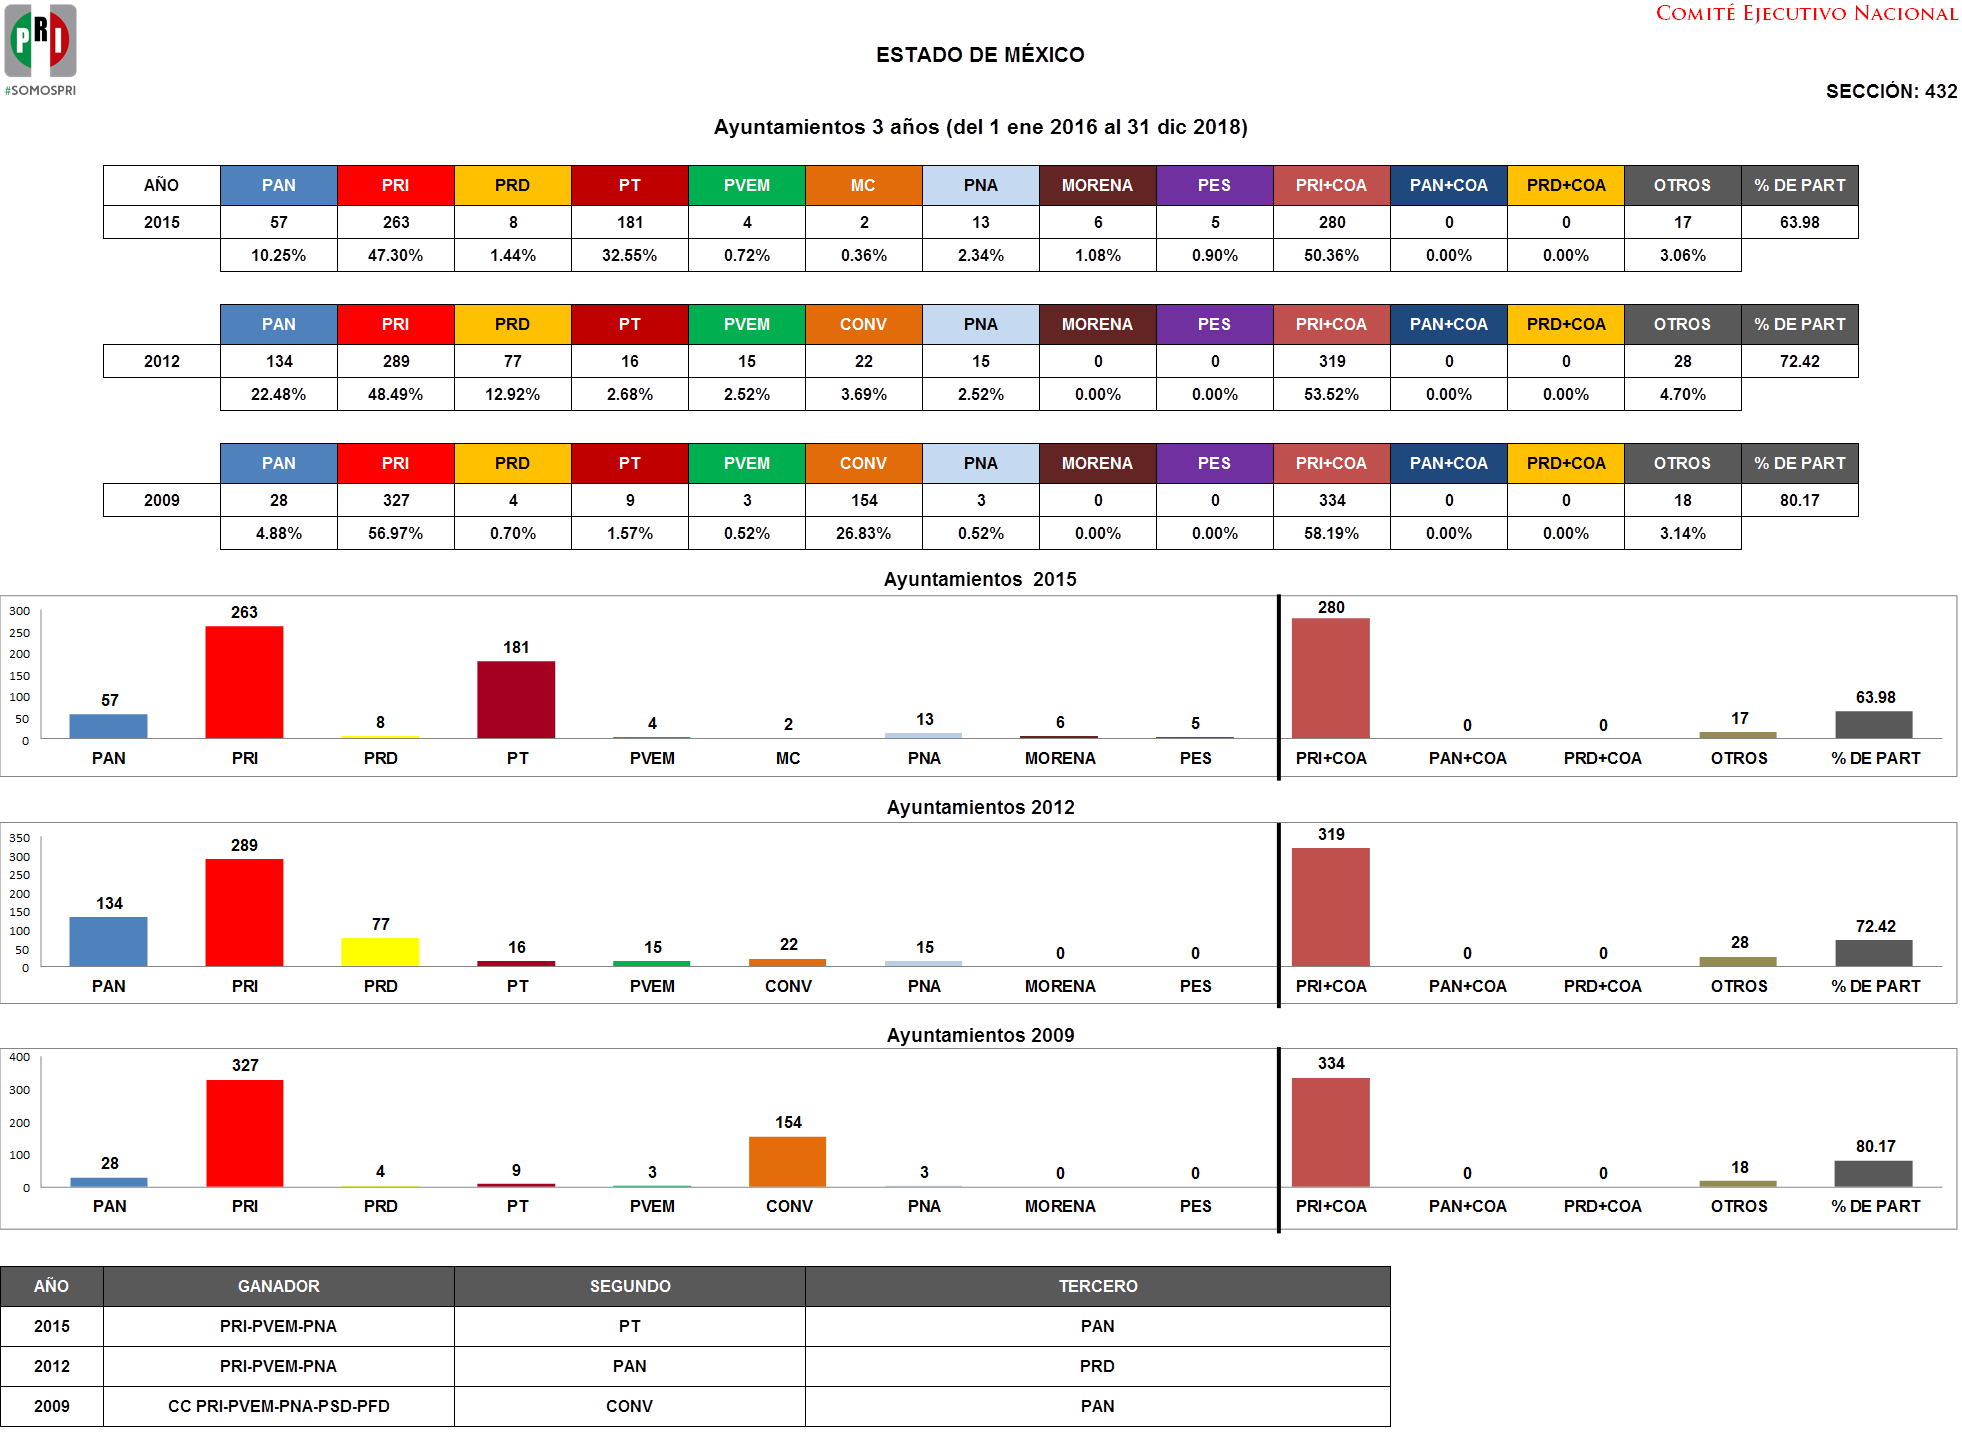 PRI
#SOMOSPRI
COMITÉ EJECUTIVO NACIONAL
ESTADO DE MÉXICO
SECCIÓN: 432
Ayuntamientos 3 años (del 1 ene 2016 al 31 dic 2018)
AÑO PAN PRI PRD PT PVEM MC PNA MORENA PES PRI+COA PAN+COA PRD+COA OTROS % DE PART
2015 57 263 8 181 4 2 13 6 5 280 0 0 17 63.98
10.25% 47.30% 1.44% 32.55% 0.72% 0.36% 2.34% 1.08% 0.90% 50.36% 0.00% 0.00% 3.06%
PAN PRI PRD PT PVEM CONV PNA MORENA PES PRI+COA PAN+COA PRD+COA OTROS % DE PART
2012 134 289 77 16 15 22 15 0 0 319 0 0 28 72.42
22.48% 48.49% 12.92% 2.68% 2.52% 3.69% 2.52% 0.00% 0.00% 53.52% 0.00% 0.00% 4.70%
PAN PRI PRD PT PVEM CONV PNA MORENA PES PRI+COA PAN+COA PRD+COA OTROS % DE PART
2009 28 327 4 9 3 154 3 0 0 334 0 0 18 80.17
4.88% 56.97% 0.70% 1.57% 0.52% 26.83% 0.52% 0.00% 0.00% 58.19% 0.00% 0.00% 3.14%
Ayuntamientos 2015
300
250
200
150
100
50
0
57 263 8 181 4 2 13 6 5 280 0 0 17 63.98
PAN PRI PRD PT PVEM MC PNA MORENA PES PRI+COA PAN+COA PRD+COA OTROS % DE PART
Ayuntamientos 2012
350
300
250
200
150
100
50
0
134 289 77 16 15 22 15 0 0 319 0 0 28 72.42
PAN PRI PRD PT PVEM CONV PNA MORENA PES PRI+COA PAN+COA PRD+COA OTROS % DE PART
Ayuntamientos 2009
400
300
200
100
0
28 327 4 9 3 154 3 0 0 334 0 0 18 80.17
PAN PRI PRD PT PVEM CONV PNA MORENA PES PRI+COA PAN+COA PRD+COA OTROS % DE PART
AÑO GANADOR SEGUNDO TERCERO
2015 PRI-PVEM-PNA PT PAN
2012 PRI-PVEM-PNA PAN PRD
2009 CC PRI-PVEM-PNA-PSD-PFD CONV PAN